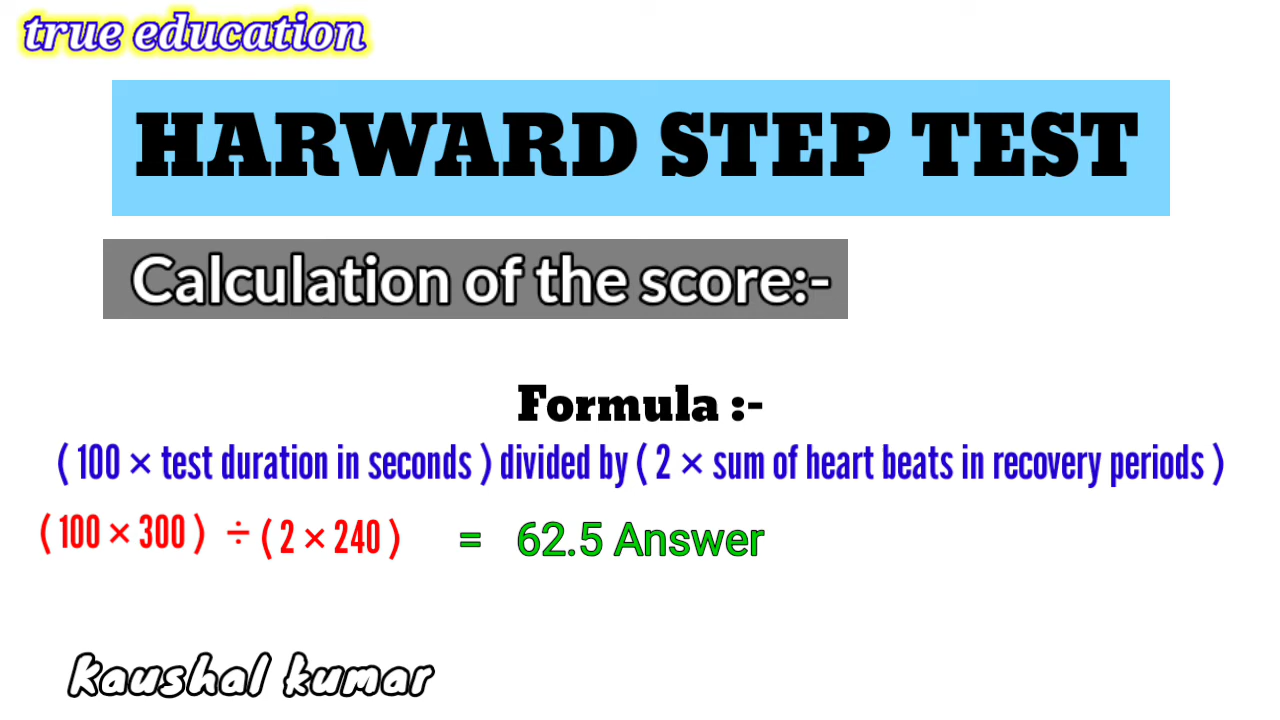 true education
HARWARD STEP TEST
Calculation of the score:-
Formula :-
( 100 × test duration in seconds ) divided by ( 2 × sum of heart beats in recovery periods )
( 100 × 300 ) ÷ ( 2 × 240 ) = 62.5 Answer
kaushal kumar